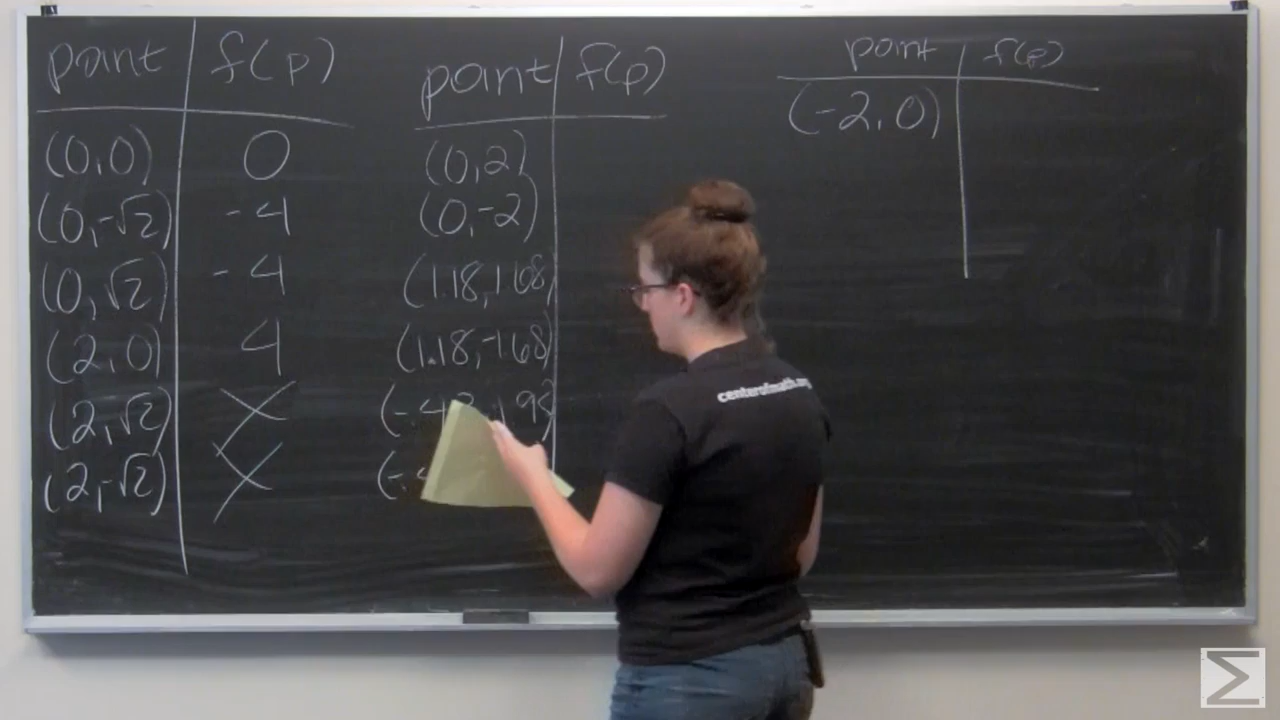 point f(p)
(0,0) 0
(0,-√2) -4
(0,√2) -4
(2,0) 4
(2,√2) X
(2,-√2) X
point f(p)
(0,2)
(0,-2)
(1.18,1.68)
(1.18,-1.68)
point f(p)
(-2,0)
centerofmath.org
Σ